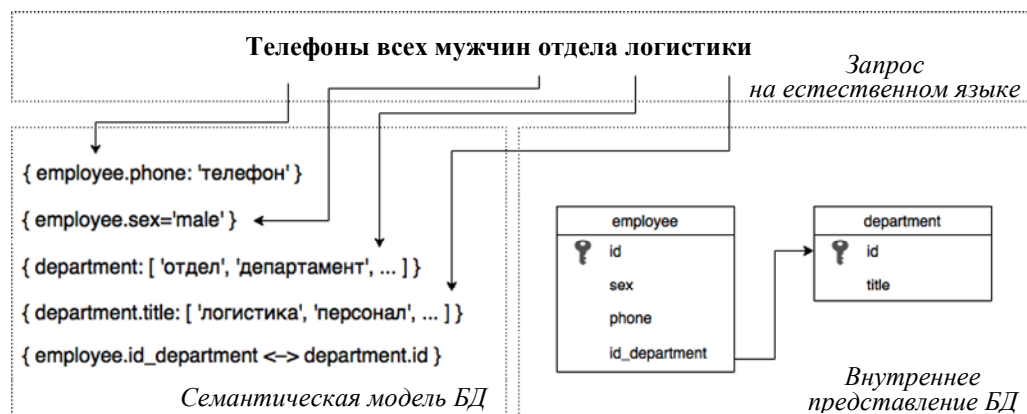 Телефоны всех мужчин отдела логистики
Запрос
на естественном языке
{ employee.phone: 'телефон' }
{ employee.sex='male' }
{ department: [ 'отдел', 'департамент', ... ] }
{ department.title: [ 'логистика', 'персонал', ... ] }
{ employee.id_department <–> department.id }
Семантическая модель БД
employee
id
sex
phone
id_department
department
id
title
Внутреннее
представление БД